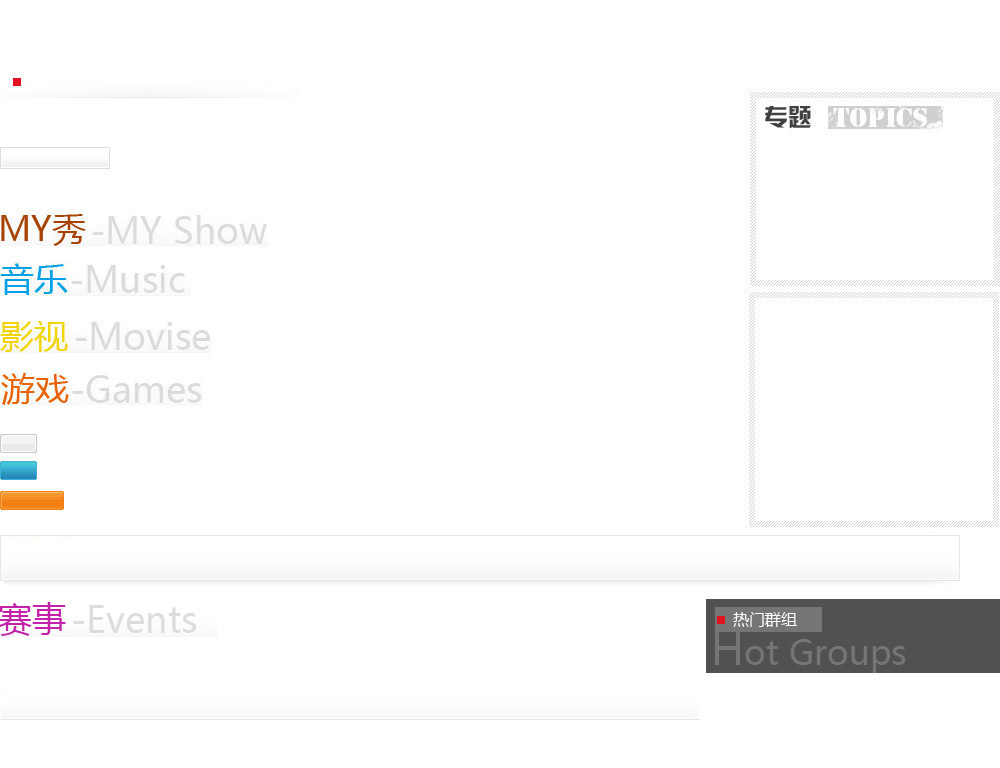 专题 TOPICS
MY秀-MY Show
音乐-Music
影视-Movise
游戏-Games
赛事-Events
热门群组
Hot Groups